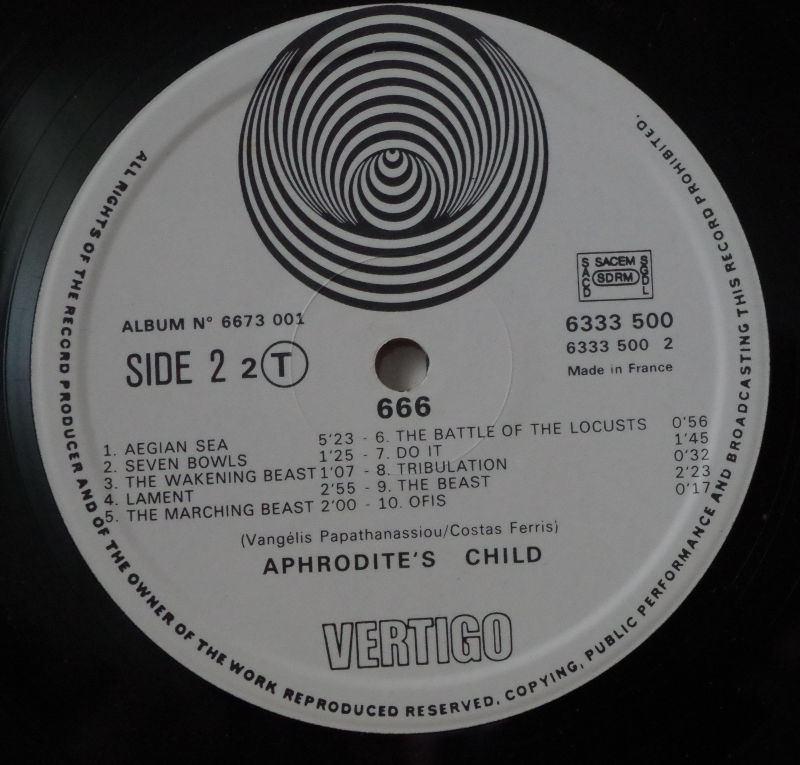 SACEM
SACD
SDRM
SGDL
ALBUM N° 6673 001
6333 500
SIDE 2 2 T
6333 500 2
Made in France
666
1. AEGIAN SEA 5'23 - 6. THE BATTLE OF THE LOCUSTS 0'56
2. SEVEN BOWLS 1'25 - 7. DO IT 1'45
3. THE WAKENING BEAST 1'07 - 8. TRIBULATION 0'32
4. LAMENT 2'55 - 9. THE BEAST 2'23
5. THE MARCHING BEAST 2'00 - 10. OFIS 0'17
(Vangélis Papathanassiou/Costas Ferris)
APHRODITE'S CHILD
VERTIGO
ALL RIGHTS OF THE RECORD PRODUCER AND OF THE OWNER OF THE WORK REPRODUCED RESERVED. COPYING, PUBLIC PERFORMANCE AND BROADCASTING THIS RECORD PROHIBITED.